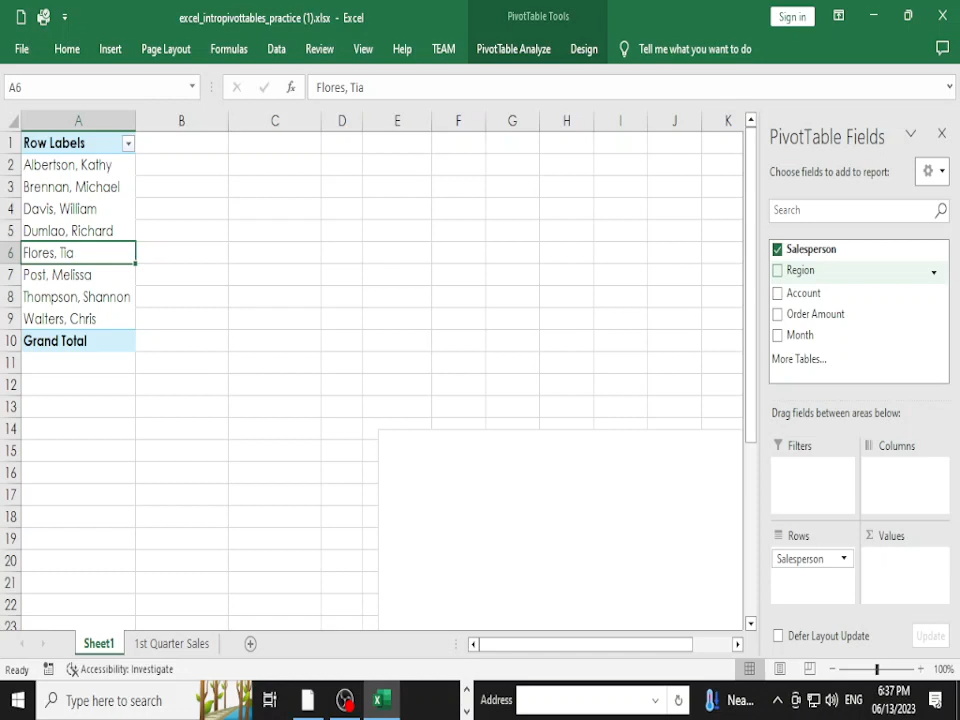 excel_intropivottables_practice (1).xlsx - Excel
PivotTable Tools
Sign in
File Home Insert Page Layout Formulas Data Review View Help TEAM PivotTable Analyze Design Tell me what you want to do
A6 fx Flores, Tia
A B C D E F G H I J K
1 Row Labels
2 Albertson, Kathy
3 Brennan, Michael
4 Davis, William
5 Dumlao, Richard
6 Flores, Tia
7 Post, Melissa
8 Thompson, Shannon
9 Walters, Chris
10 Grand Total
11
12
13
14
15
16
17
18
19
20
21
22
23
PivotTable Fields
Choose fields to add to report:
Search
Salesperson
Region
Account
Order Amount
Month
More Tables...
Drag fields between areas below:
Filters Columns
Rows Σ Values
Salesperson
Defer Layout Update Update
Sheet1 1st Quarter Sales
Ready Accessibility: Investigate 100%
Type here to search
Address
Nea...
ENG
6:37 PM
06/13/2023